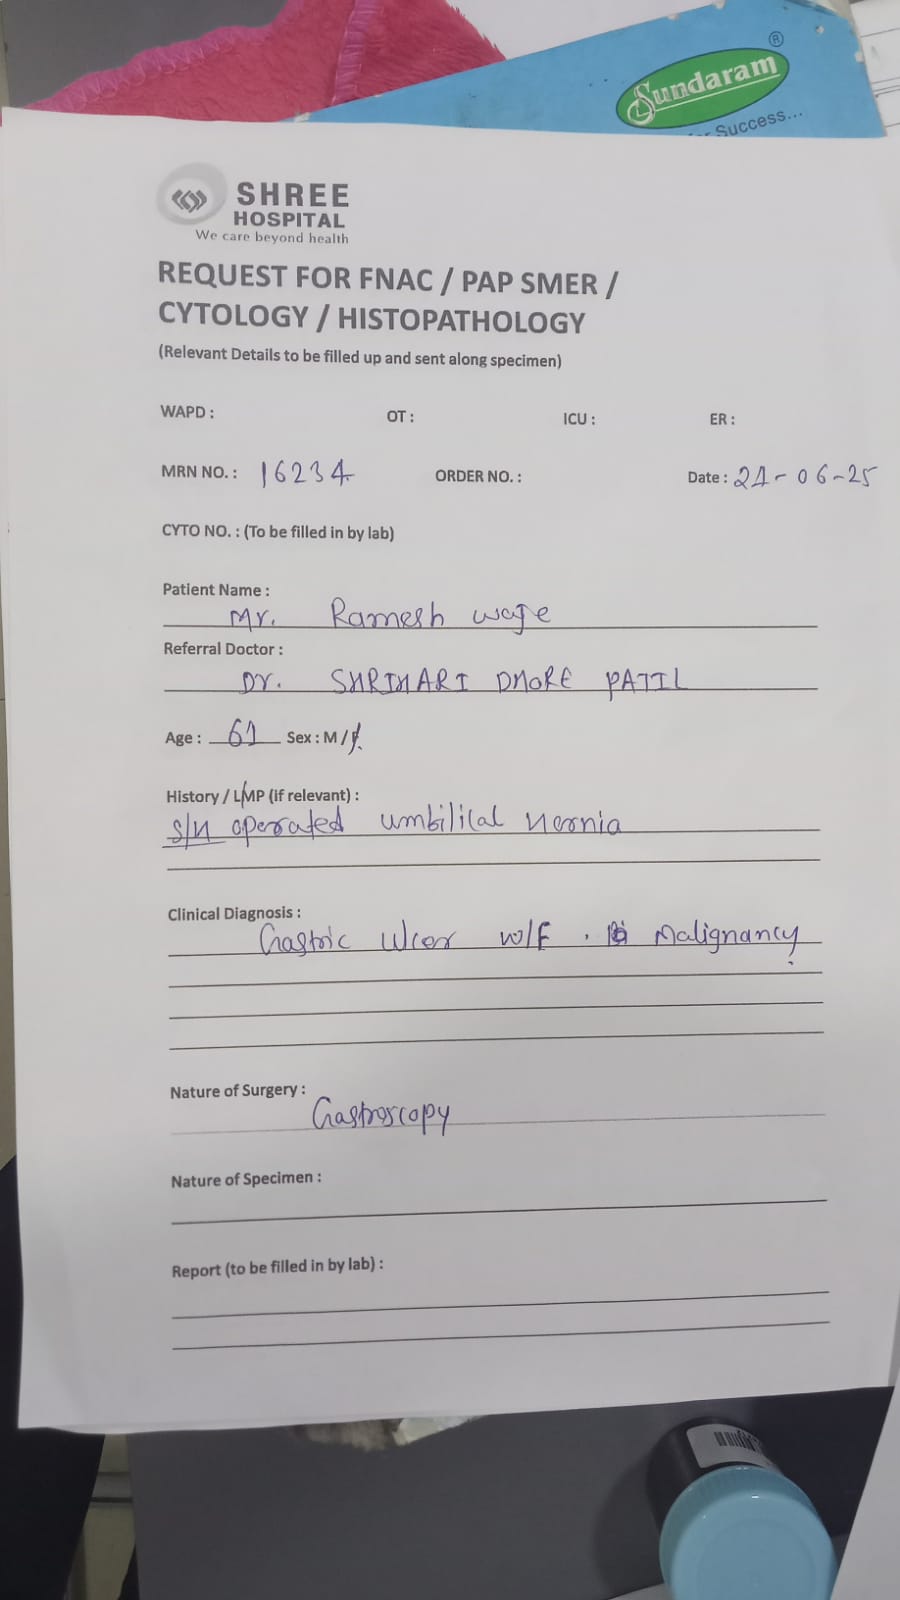 Sundaram ®
Success...
SHREE
HOSPITAL
We care beyond health
REQUEST FOR FNAC / PAP SMER /
CYTOLOGY / HISTOPATHOLOGY
(Relevant Details to be filled up and sent along specimen)
WAPD : OT : ICU : ER :
MRN NO. : 16234 ORDER NO. : Date : 21-06-25
CYTO NO. : (To be filled in by lab)
Patient Name :
Mr. Ramesh waje
Referral Doctor :
Dr. SHRIHARI DHORE PATIL
Age : 61 Sex : M / F
History / LMP (if relevant) :
S/H operated umbilical Hernia
Clinical Diagnosis :
Gastric Ulcer w/F . Malignancy ?
Nature of Surgery :
Gastroscopy
Nature of Specimen :
Report (to be filled in by lab) :